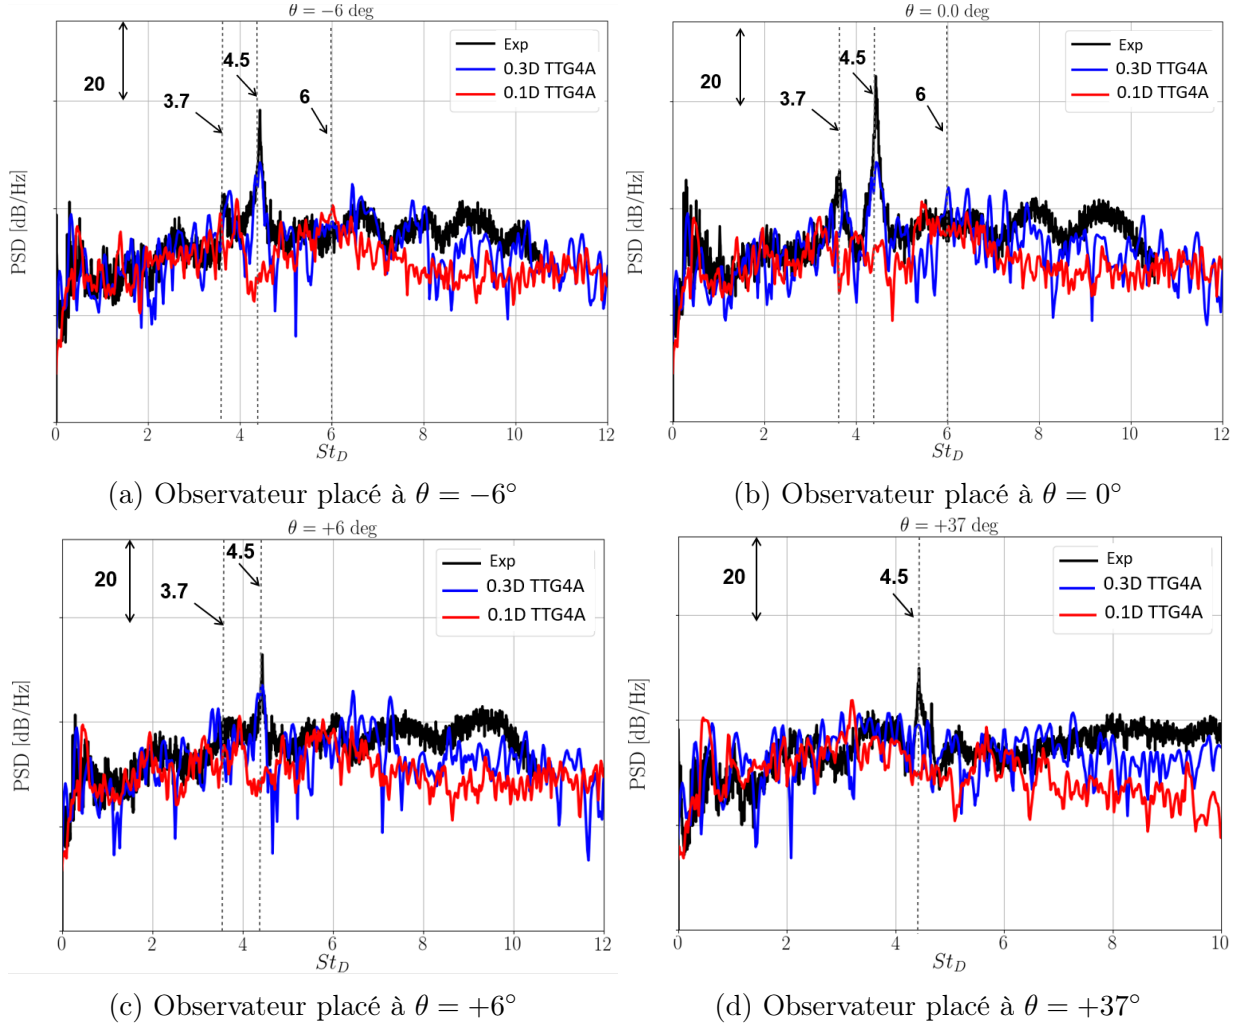 θ = −6 deg
20
3.7
4.5
6
Exp
0.3D TTG4A
0.1D TTG4A
PSD [dB/Hz]
0 2 4 6 8 10 12
St_D
(a) Observateur placé à θ = −6°
θ = 0.0 deg
20
3.7
4.5
6
Exp
0.3D TTG4A
0.1D TTG4A
PSD [dB/Hz]
0 2 4 6 8 10 12
St_D
(b) Observateur placé à θ = 0°
θ = +6 deg
20
3.7
4.5
Exp
0.3D TTG4A
0.1D TTG4A
PSD [dB/Hz]
0 2 4 6 8 10 12
St_D
(c) Observateur placé à θ = +6°
θ = +37 deg
20
4.5
Exp
0.3D TTG4A
0.1D TTG4A
PSD [dB/Hz]
0 2 4 6 8 10
St_D
(d) Observateur placé à θ = +37°